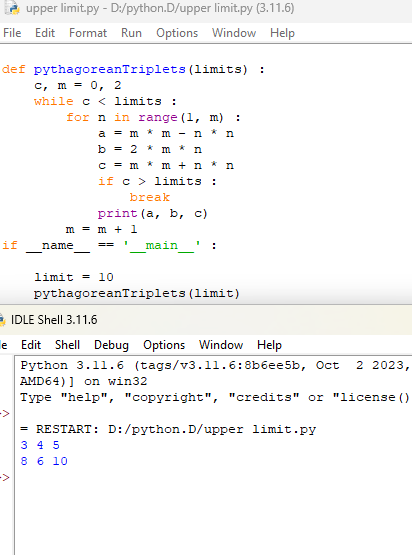 upper limit.py - D:/python.D/upper limit.py (3.11.6)
File Edit Format Run Options Window Help
def pythagoreanTriplets(limits) :
    c, m = 0, 2
    while c < limits :
        for n in range(1, m) :
            a = m * m - n * n
            b = 2 * m * n
            c = m * m + n * n
            if c > limits :
                break
            print(a, b, c)
        m = m + 1
if __name__ == '__main__' :
    limit = 10
    pythagoreanTriplets(limit)
IDLE Shell 3.11.6
le Edit Shell Debug Options Window Help
Python 3.11.6 (tags/v3.11.6:8b6ee5b, Oct  2 2023,
AMD64)] on win32
Type "help", "copyright", "credits" or "license()
>
= RESTART: D:/python.D/upper limit.py
3 4 5
8 6 10
>